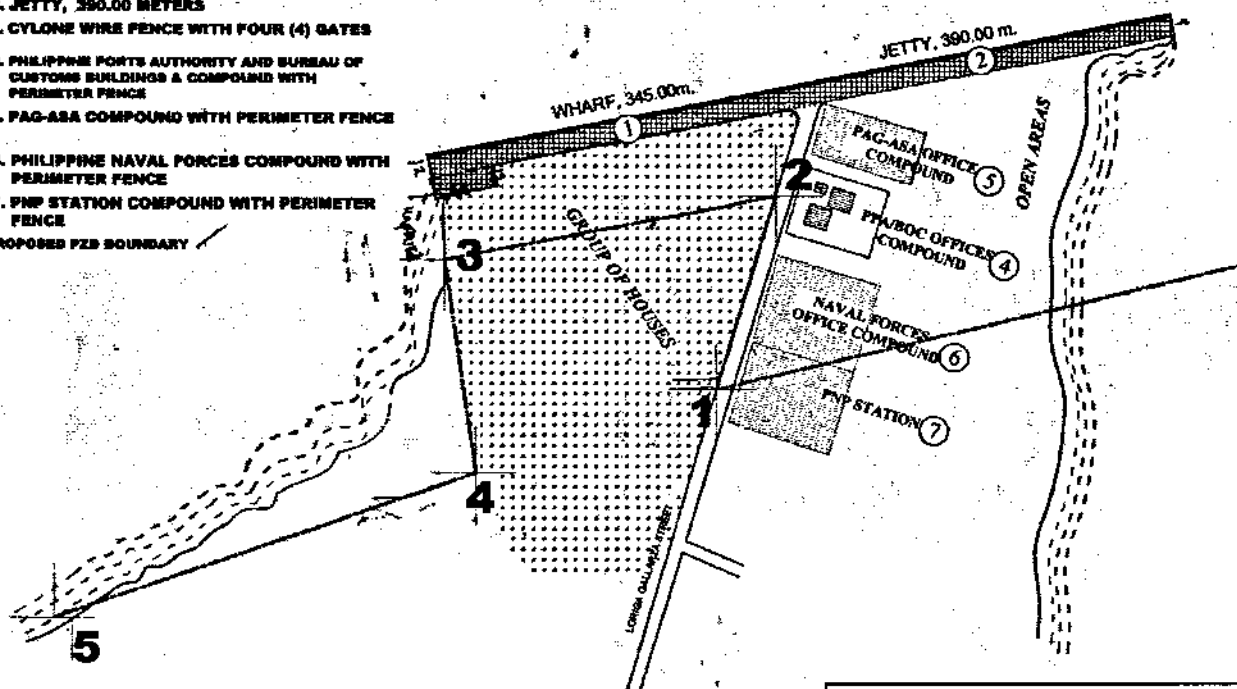 . JETTY, 390.00 METERS
. CYLONE WIRE FENCE WITH FOUR (4) GATES
. PHILIPPINE PORTS AUTHORITY AND BUREAU OF
CUSTOMS BUILDINGS & COMPOUND WITH
PERIMETER FENCE
. PAG-ASA COMPOUND WITH PERIMETER FENCE
. PHILIPPINE NAVAL FORCES COMPOUND WITH
PERIMETER FENCE
. PNP STATION COMPOUND WITH PERIMETER
FENCE
ROPOSED PZB BOUNDARY
JETTY, 390.00 m.
2
WHARF, 345.00m.
1
PAG-ASA OFFICE
COMPOUND
5
OPEN AREAS
2
PPA/BOC OFFICES
COMPOUND
4
GROUP OF HOUSES
3
NAVAL FORCES
OFFICE COMPOUND
6
1
PNP STATION
7
4
STREET
5